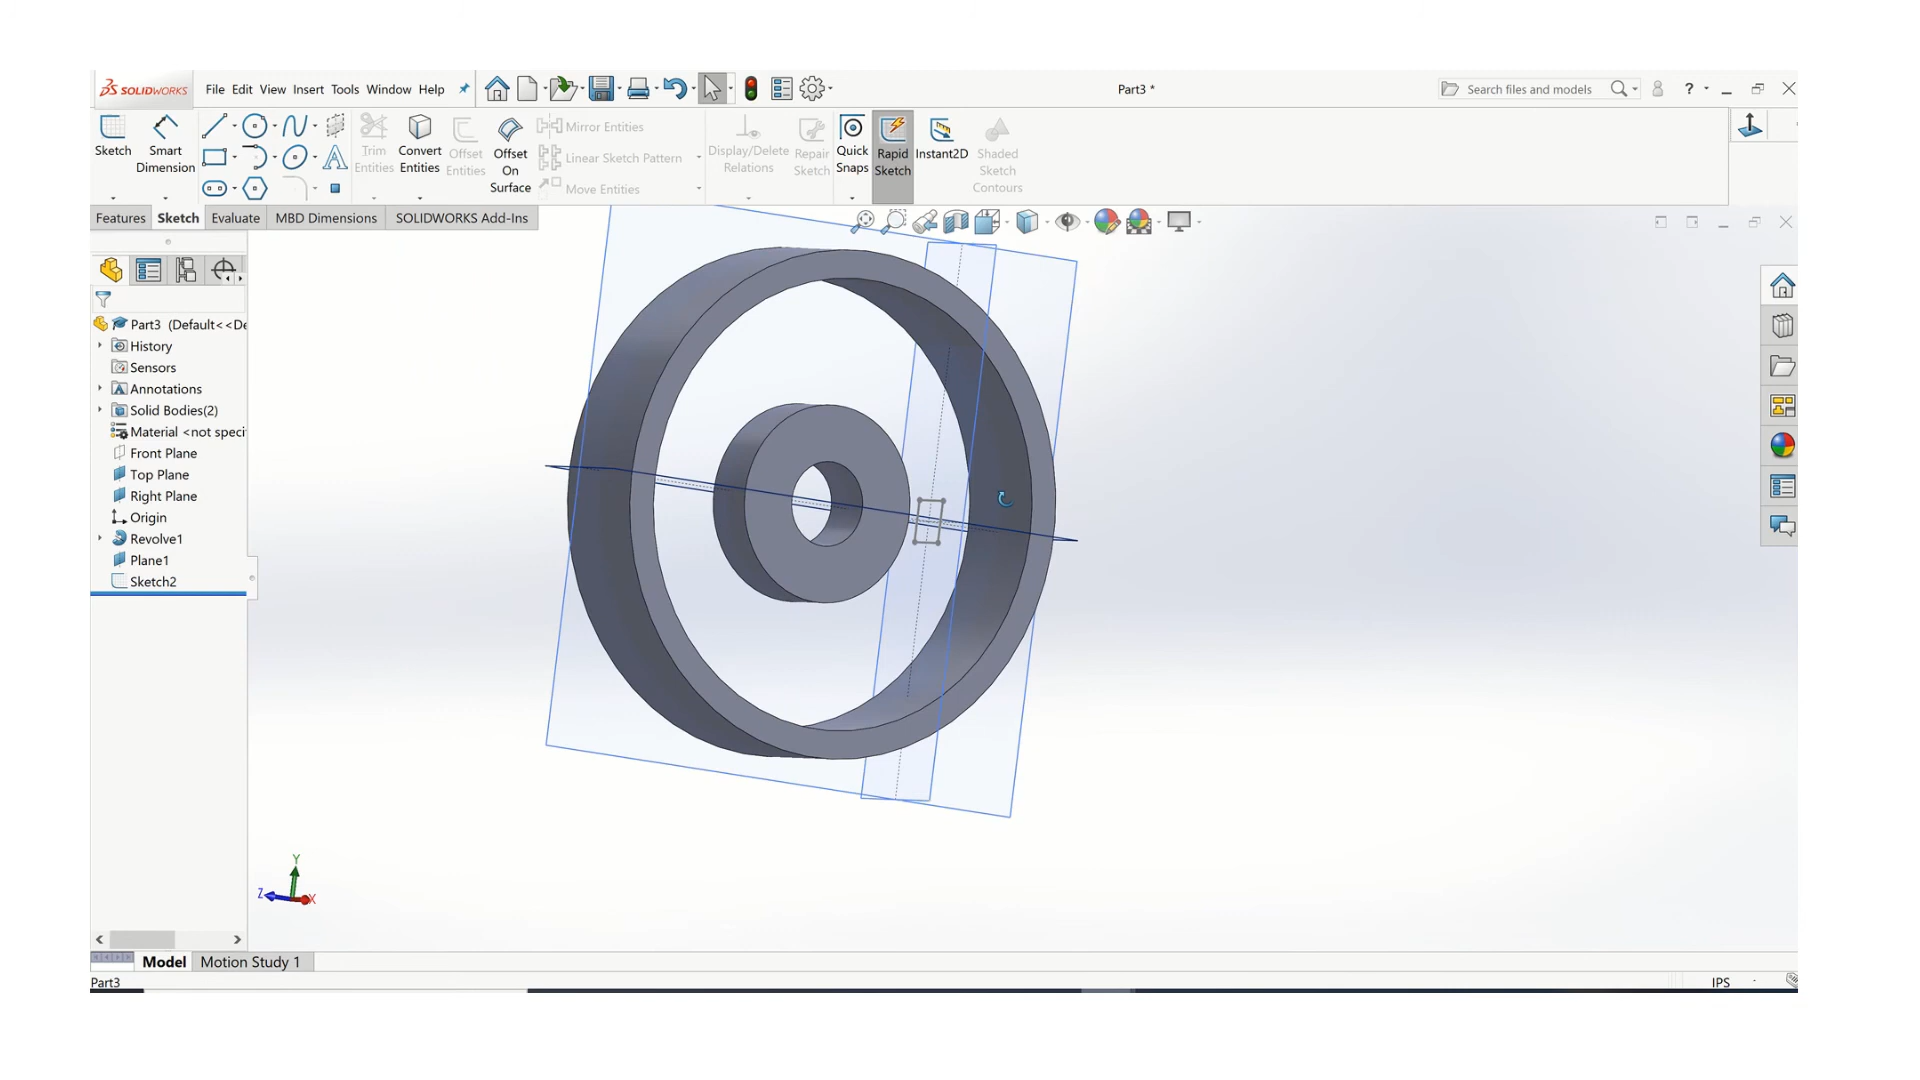 SOLIDWORKS File Edit View Insert Tools Window Help Part3 * Search files and models ?
Sketch
Smart Dimension
Trim Entities
Convert Entities
Offset Entities
Offset On Surface
Mirror Entities
Linear Sketch Pattern
Move Entities
Display/Delete Relations
Repair Sketch
Quick Snaps
Rapid Sketch
Instant2D
Shaded Sketch Contours
Features Sketch Evaluate MBD Dimensions SOLIDWORKS Add-Ins
Part3 (Default<<De
History
Sensors
Annotations
Solid Bodies(2)
Material <not speci
Front Plane
Top Plane
Right Plane
Origin
Revolve1
Plane1
Sketch2
Y
Z X
Model Motion Study 1
Part3 IPS